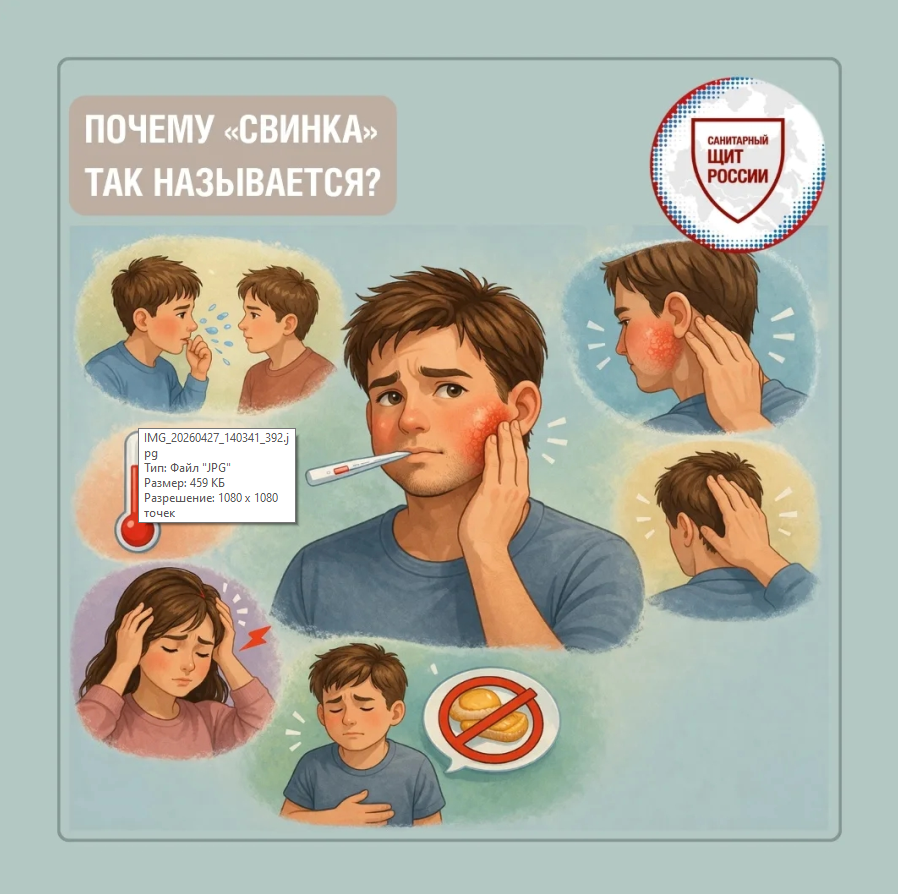 ПОЧЕМУ «СВИНКА»
ТАК НАЗЫВАЕТСЯ?
САНИТАРНЫЙ
ЩИТ
РОССИИ
IMG_20260427_140341_392.j
pg
Тип: Файл "JPG"
Размер: 459 КБ
Разрешение: 1080 x 1080
точек